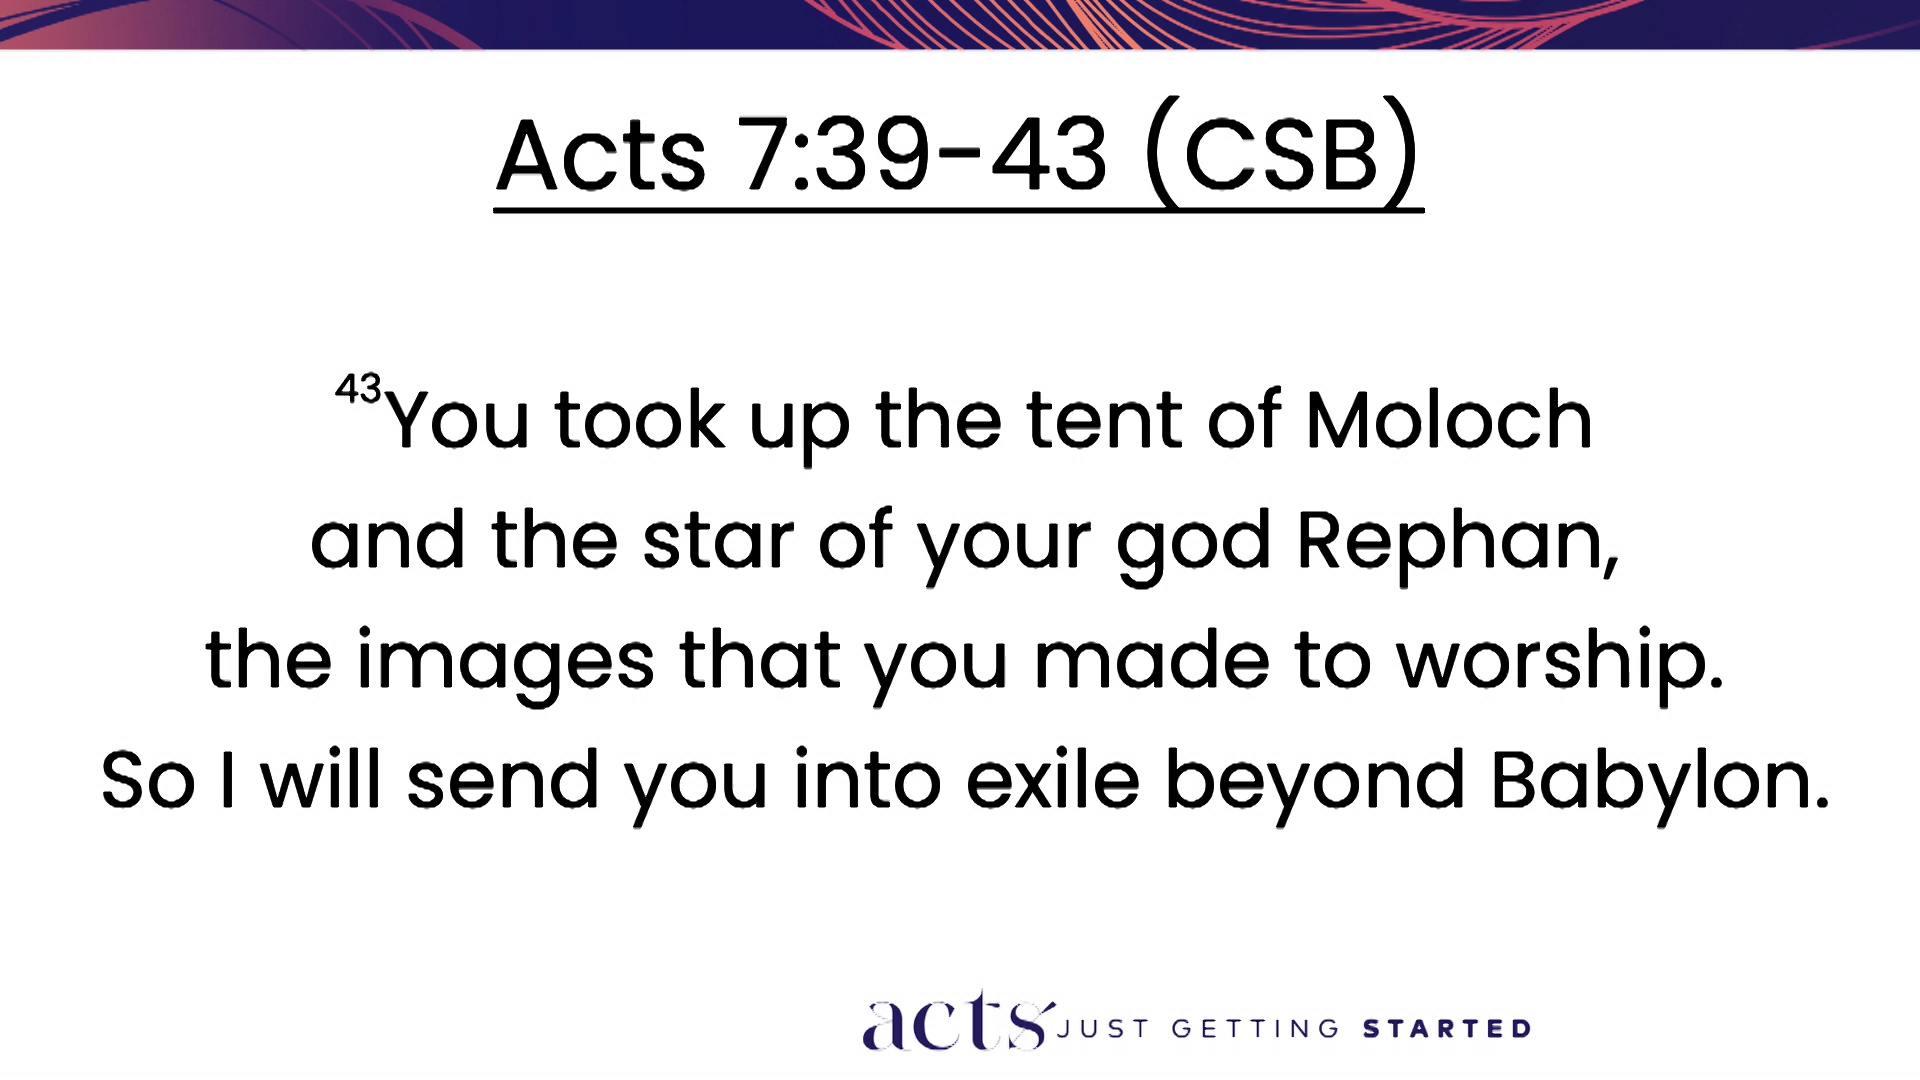 Acts 7:39-43 (CSB)
43You took up the tent of Moloch
and the star of your god Rephan,
the images that you made to worship.
So I will send you into exile beyond Babylon.
acts JUST GETTING STARTED